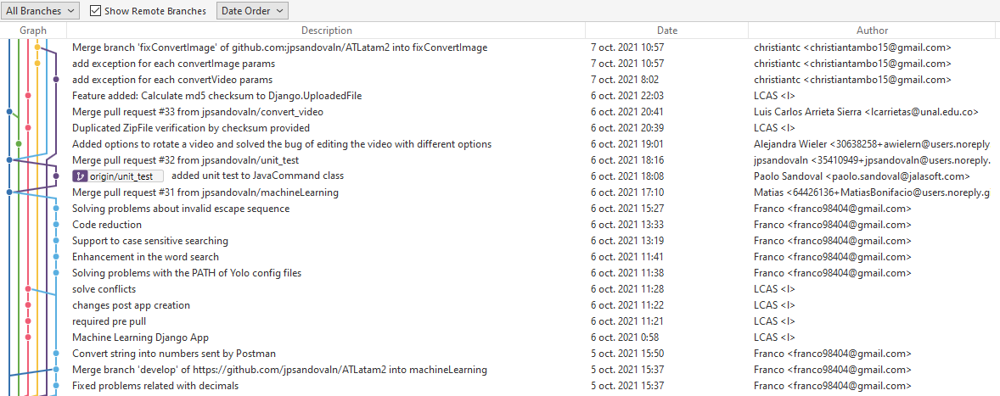 All Branches Show Remote Branches Date Order
Graph Description Date Author
Merge branch 'fixConvertImage' of github.com:jpsandovaln/ATLatam2 into fixConvertImage 7 oct. 2021 10:57 christiantc <christiantambo15@gmail.com>
add exception for each convertImage params 7 oct. 2021 10:57 christiantc <christiantambo15@gmail.com>
add exception for each convertVideo params 7 oct. 2021 8:02 christiantc <christiantambo15@gmail.com>
Feature added: Calculate md5 checksum to Django.UploadedFile 6 oct. 2021 22:03 LCAS <l>
Merge pull request #33 from jpsandovaln/convert_video 6 oct. 2021 20:41 Luis Carlos Arrieta Sierra <lcarrietas@unal.edu.co>
Duplicated ZipFile verification by checksum provided 6 oct. 2021 20:39 LCAS <l>
Added options to rotate a video and solved the bug of editing the video with different options 6 oct. 2021 19:01 Alejandra Wieler <30638258+awielern@users.noreply
Merge pull request #32 from jpsandovaln/unit_test 6 oct. 2021 18:16 jpsandovaln <35410949+jpsandovaln@users.noreply.
origin/unit_test added unit test to JavaCommand class 6 oct. 2021 18:08 Paolo Sandoval <paolo.sandoval@jalasoft.com>
Merge pull request #31 from jpsandovaln/machineLearning 6 oct. 2021 17:10 Matias <64426136+MatiasBonifacio@users.noreply.g
Solving problems about invalid escape sequence 6 oct. 2021 15:27 Franco <franco98404@gmail.com>
Code reduction 6 oct. 2021 13:33 Franco <franco98404@gmail.com>
Support to case sensitive searching 6 oct. 2021 13:19 Franco <franco98404@gmail.com>
Enhancement in the word search 6 oct. 2021 11:41 Franco <franco98404@gmail.com>
Solving problems with the PATH of Yolo config files 6 oct. 2021 11:38 Franco <franco98404@gmail.com>
solve conflicts 6 oct. 2021 11:28 LCAS <l>
changes post app creation 6 oct. 2021 11:22 LCAS <l>
required pre pull 6 oct. 2021 11:21 LCAS <l>
Machine Learning Django App 6 oct. 2021 0:58 LCAS <l>
Convert string into numbers sent by Postman 5 oct. 2021 15:50 Franco <franco98404@gmail.com>
Merge branch 'develop' of https://github.com/jpsandovaln/ATLatam2 into machineLearning 5 oct. 2021 15:37 Franco <franco98404@gmail.com>
Fixed problems related with decimals 5 oct. 2021 15:37 Franco <franco98404@gmail.com>